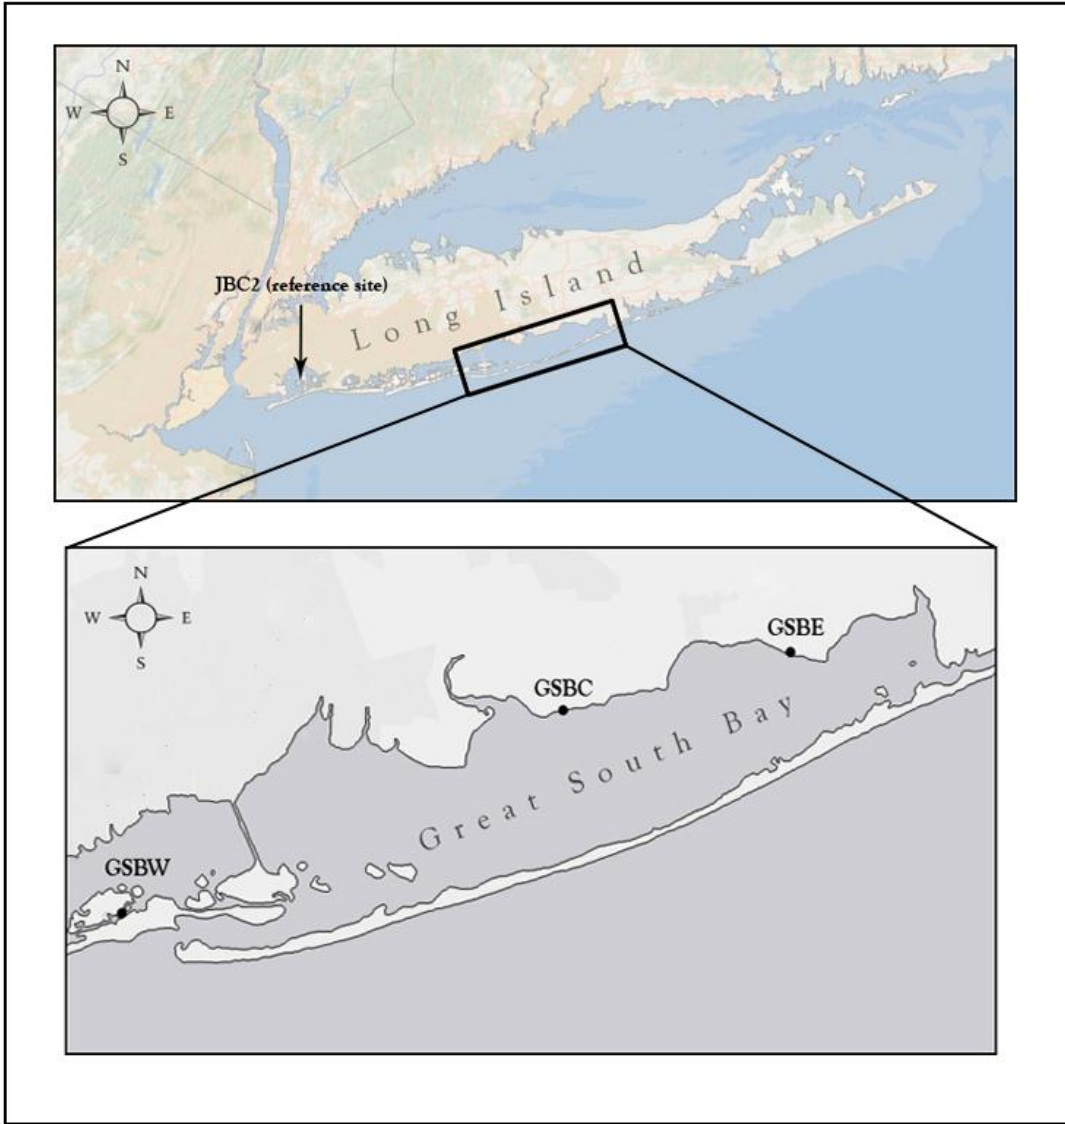 N
W E
S
JBC2 (reference site)
Long Island
N
W E
S
GSBE
GSBC
Great South Bay
GSBW